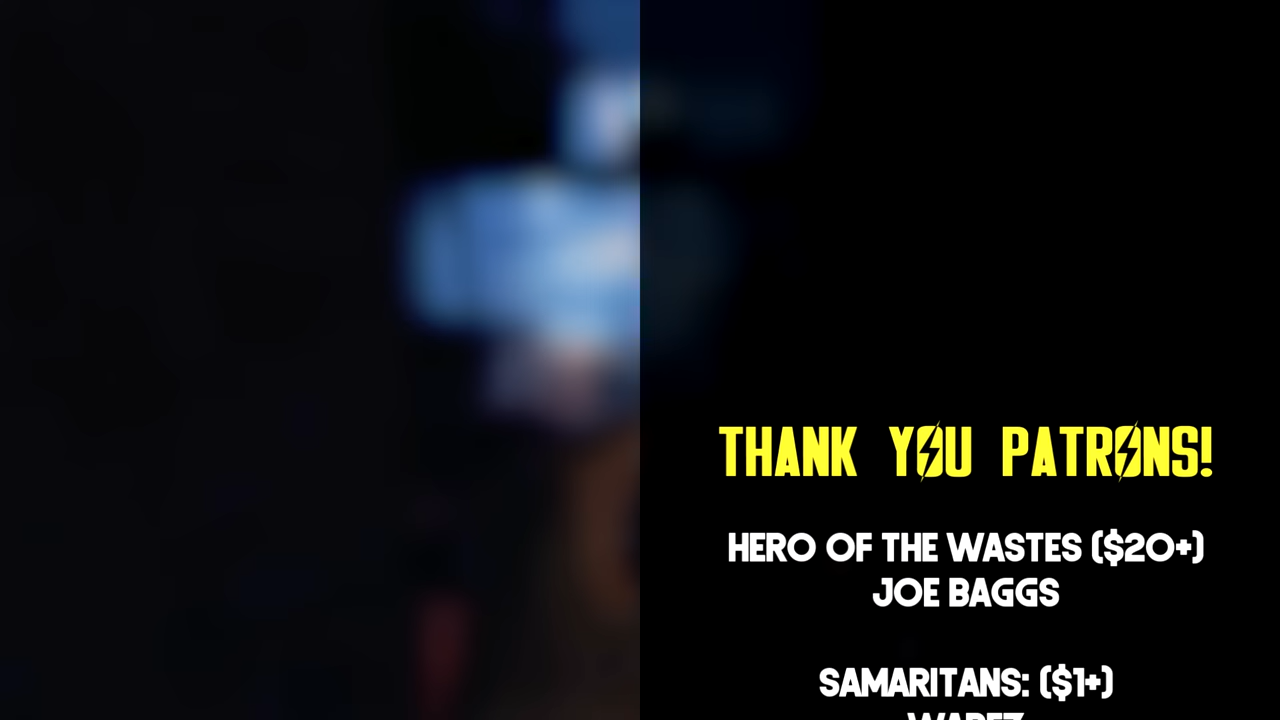 THANK YOU PATRONS!
HERO OF THE WASTES ($20+)
JOE BAGGS
SAMARITANS: ($1+)